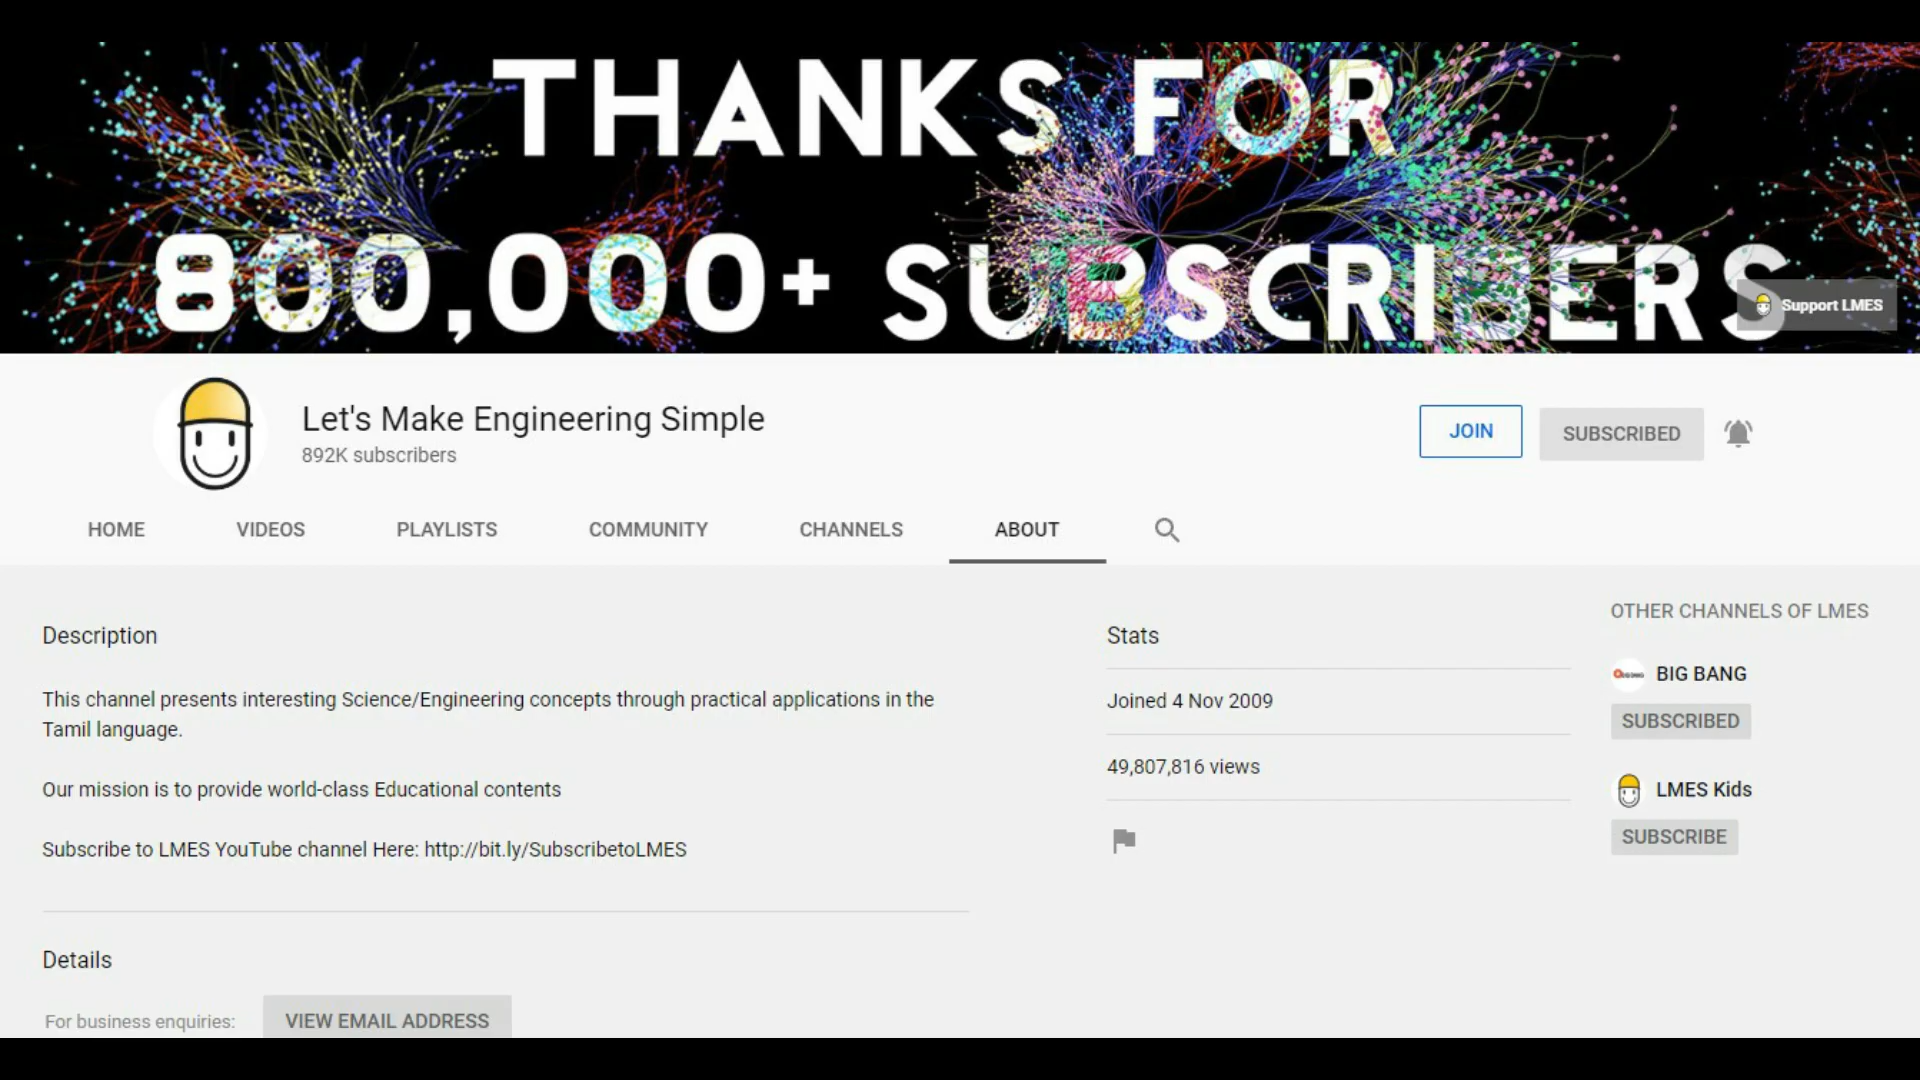 THANKS FOR
800,000+ SUBSCRIBERS
Support LMES
Let's Make Engineering Simple
892K subscribers
JOIN
SUBSCRIBED
HOME
VIDEOS
PLAYLISTS
COMMUNITY
CHANNELS
ABOUT
Description
This channel presents interesting Science/Engineering concepts through practical applications in the
Tamil language.
Our mission is to provide world-class Educational contents
Subscribe to LMES YouTube channel Here: http://bit.ly/SubscribetoLMES
Details
For business enquiries:
VIEW EMAIL ADDRESS
Stats
Joined 4 Nov 2009
49,807,816 views
OTHER CHANNELS OF LMES
BIG BANG
SUBSCRIBED
LMES Kids
SUBSCRIBE